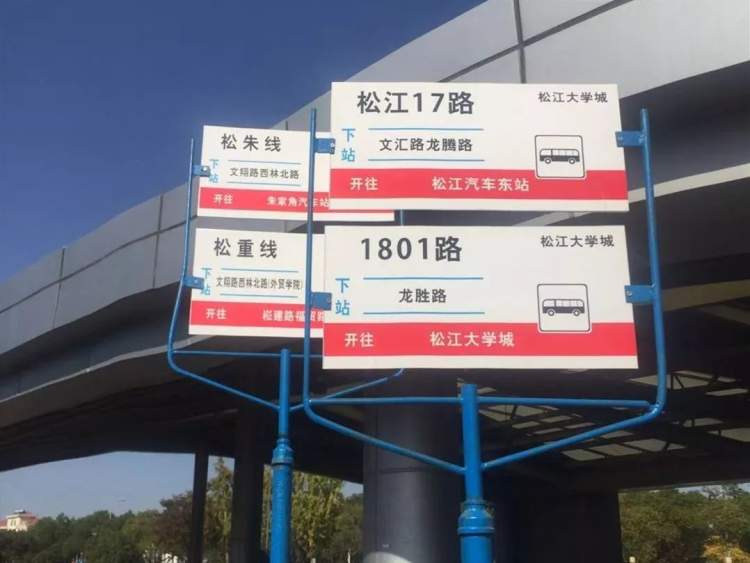 松江17路
松江大学城
下站
文汇路龙腾路
开往
松江汽车东站
1801路
松江大学城
下站
龙胜路
开往
松江大学城
松朱线
下站
文翔路西林北路
开往
朱家角汽车站
松重线
下站
文翔路西林北路(外贸学院)
开往
崧建路福